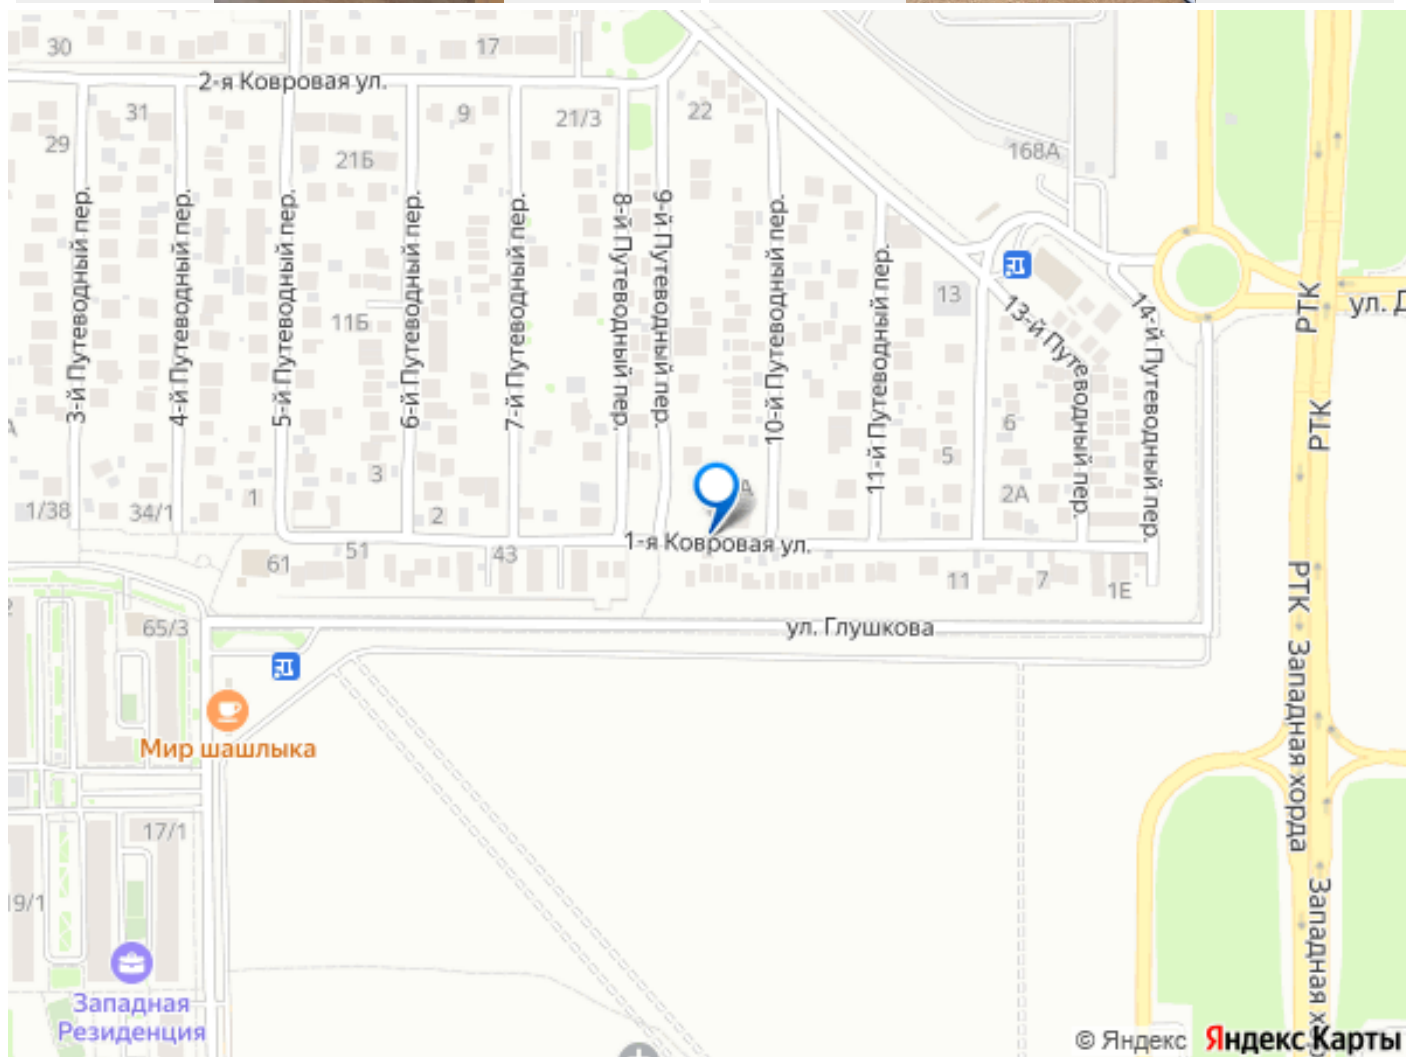 30
17
2-я Ковровая ул.
31
9
21/3
22
29
21Б
168А
3-й Путеводный пер.
4-й Путеводный пер.
5-й Путеводный пер.
6-й Путеводный пер.
7-й Путеводный пер.
8-й Путеводный пер.
9-й Путеводный пер.
10-й Путеводный пер.
11-й Путеводный пер.
13-й Путеводный пер.
14-й Путеводный пер.
13
РТК
ул. Д
11Б
6
РТК
3
5
1
1/38
34/1
2
2А
А
1-я Ковровая ул.
61
51
43
11
7
1Е
РТК
65/3
ул. Глушкова
Западная хорда
Мир шашлыка
17/1
19/1
Западная х
Западная
Резиденция
© Яндекс Яндекс Карты